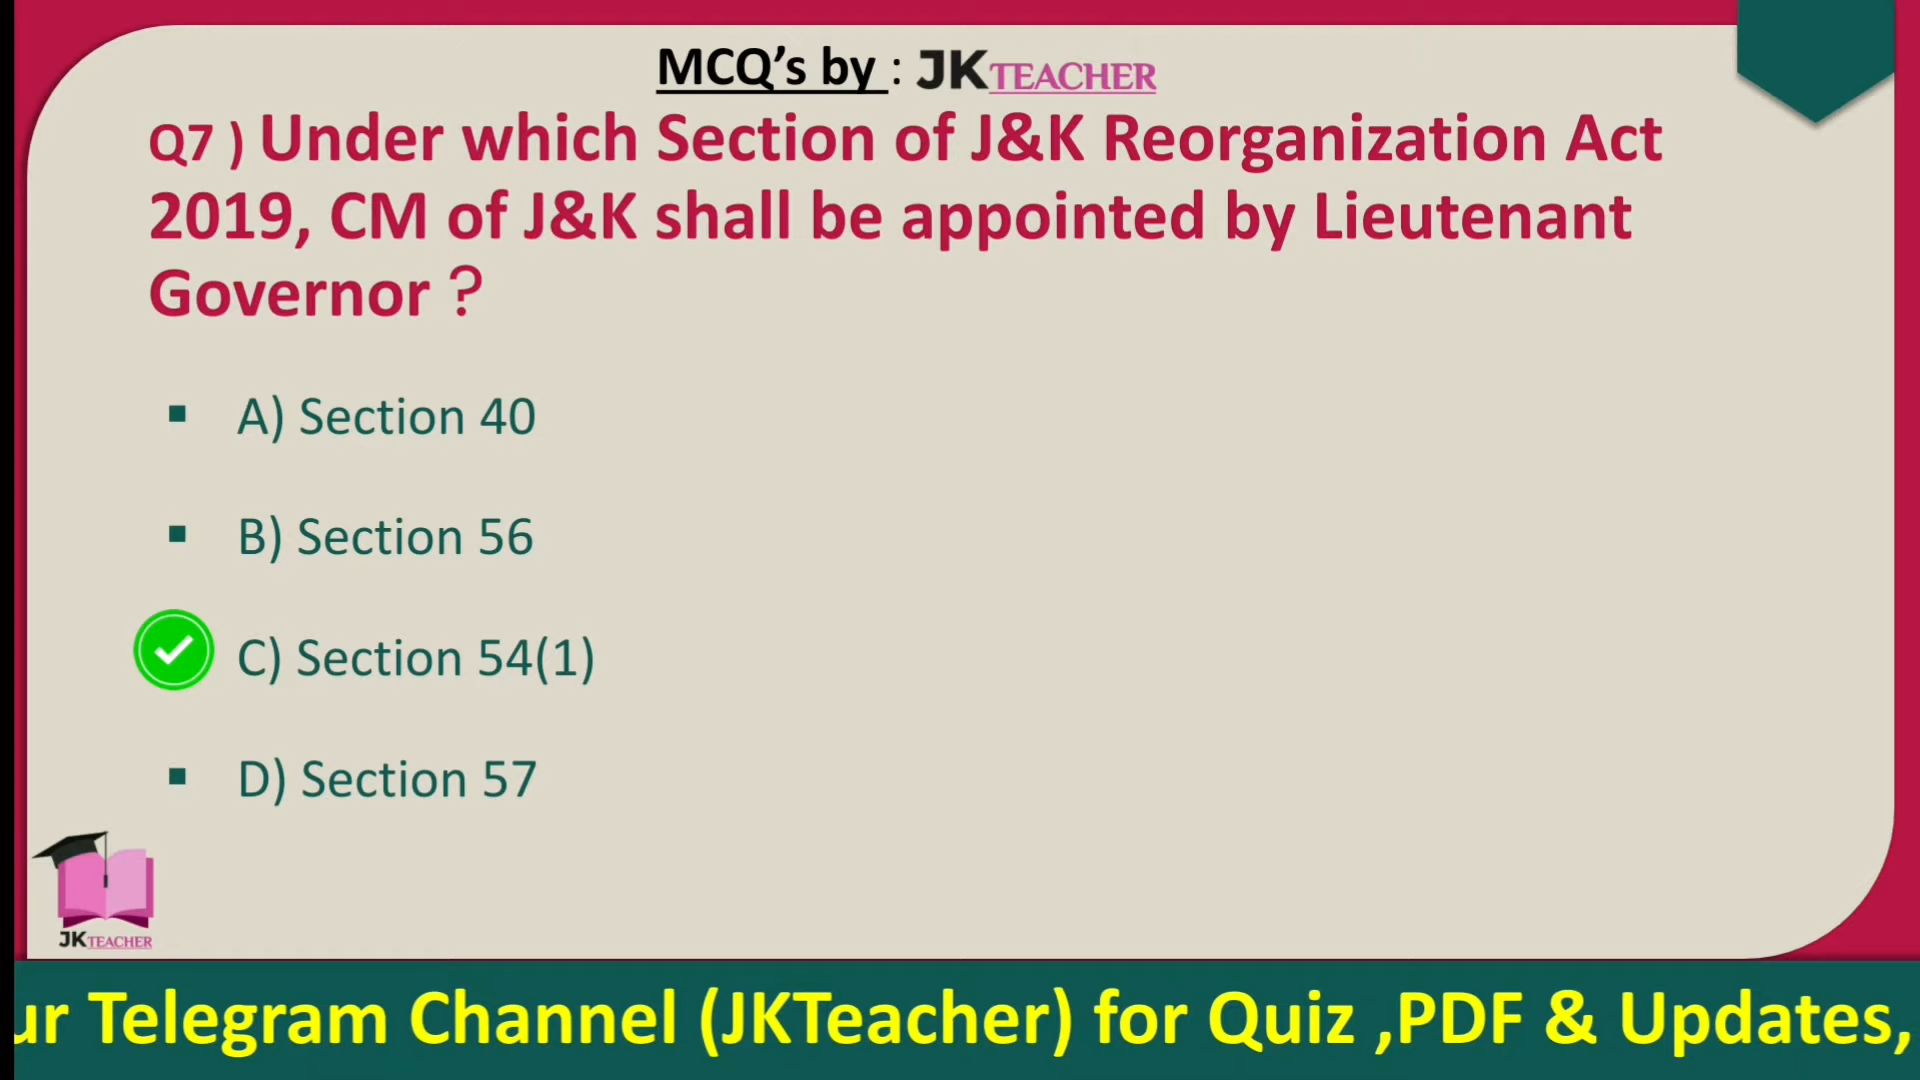 MCQ’s by : JKTEACHER
Q7 ) Under which Section of J&K Reorganization Act
2019, CM of J&K shall be appointed by Lieutenant
Governor ?
A) Section 40
B) Section 56
C) Section 54(1)
D) Section 57
JKTEACHER
ur Telegram Channel (JKTeacher) for Quiz ,PDF & Updates,